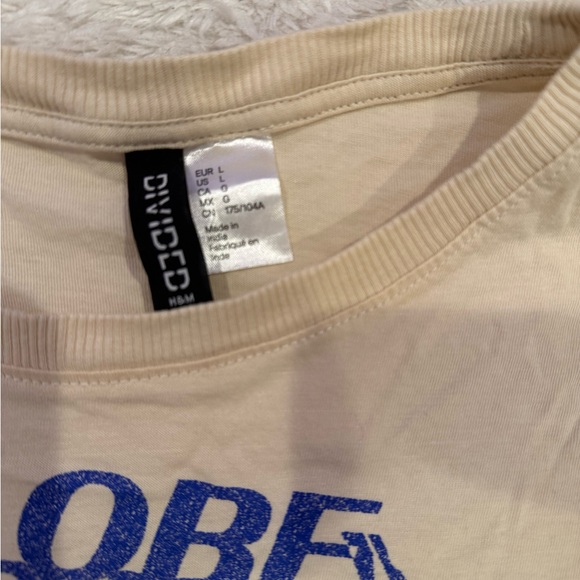 DIVIDED
H&M
EUR L
US L
CA G
MX G
CN 175/104A
Made in
India
Fabriqué en
Inde
OBE